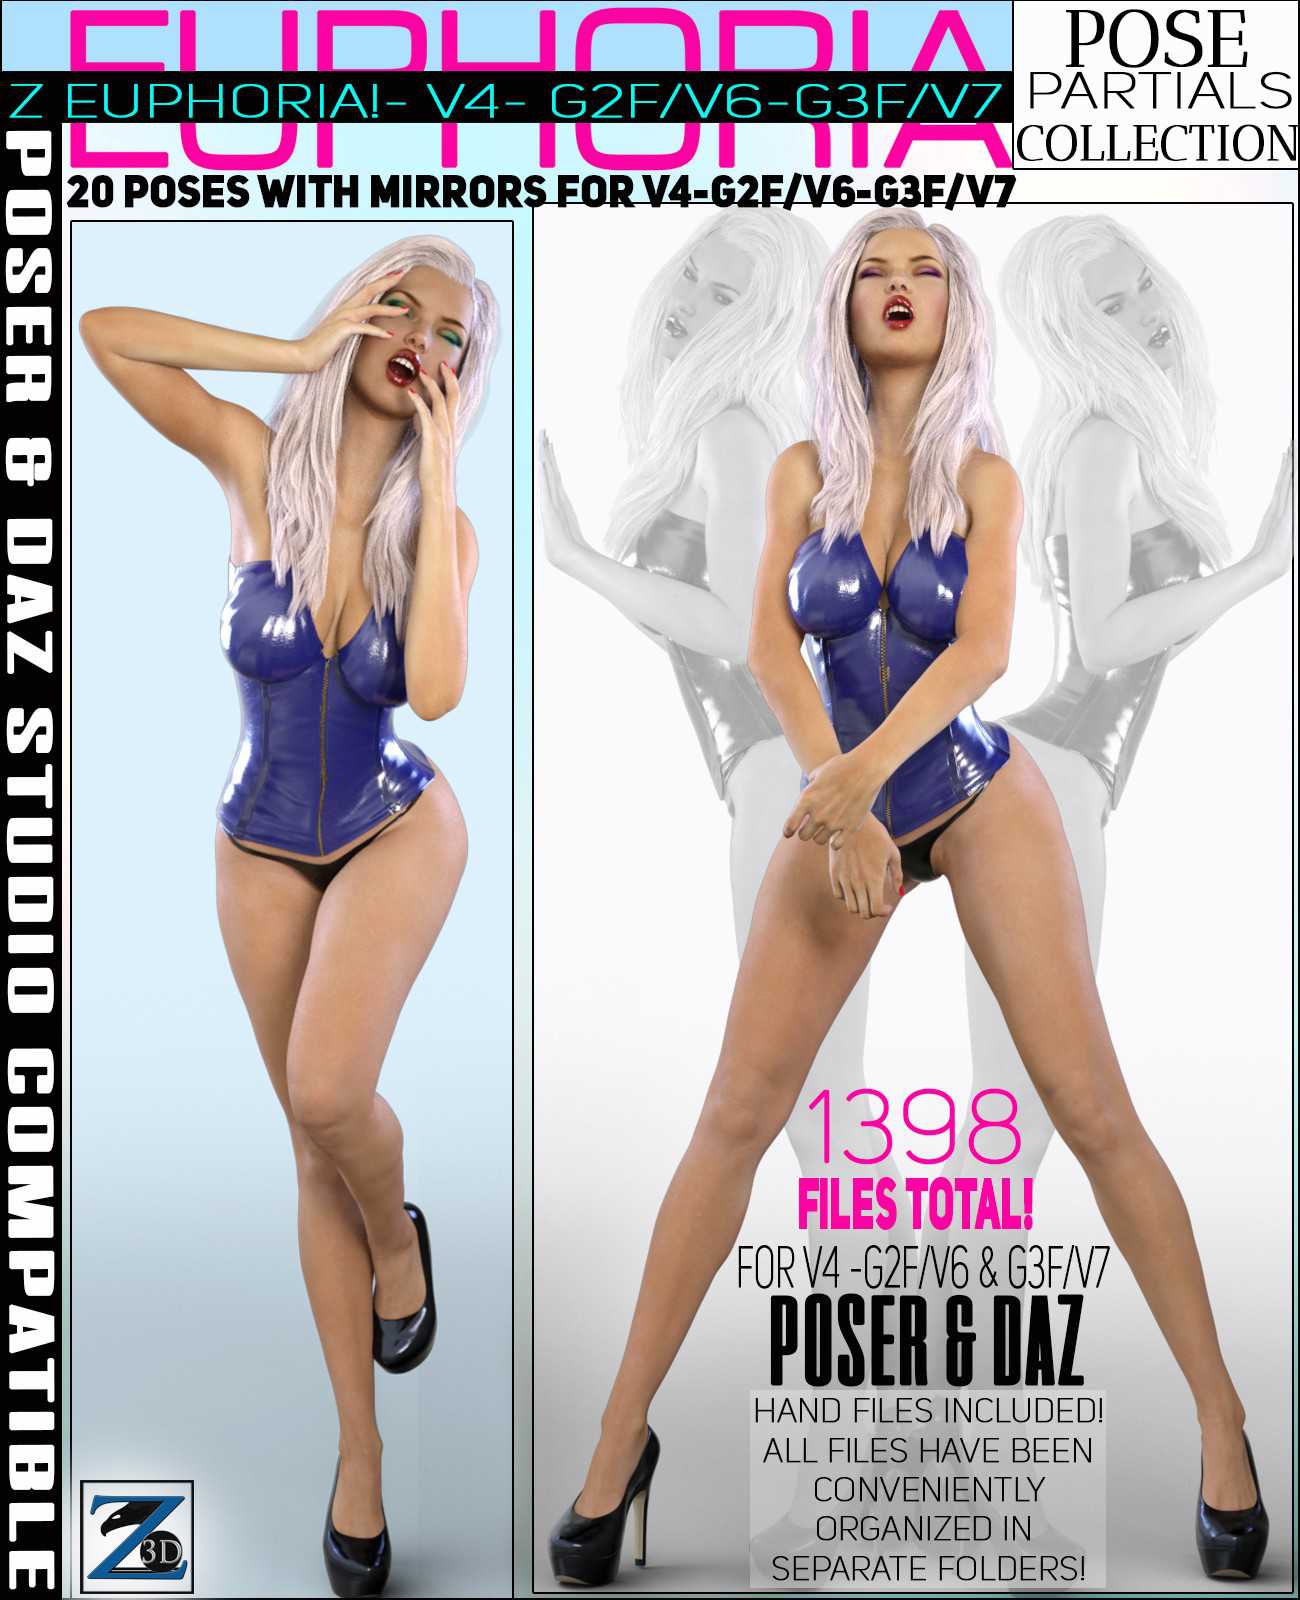 EUPHORIA
Z EUPHORIA!- V4- G2F/V6-G3F/V7
POSE
PARTIALS
COLLECTION
20 POSES WITH MIRRORS FOR V4-G2F/V6-G3F/V7
POSER & DAZ STUDIO COMPATIBLE
1398
FILES TOTAL!
FOR V4 -G2F/V6 & G3F/V7
POSER & DAZ
HAND FILES INCLUDED!
ALL FILES HAVE BEEN
CONVENIENTLY
ORGANIZED IN
SEPARATE FOLDERS!
Z
3D